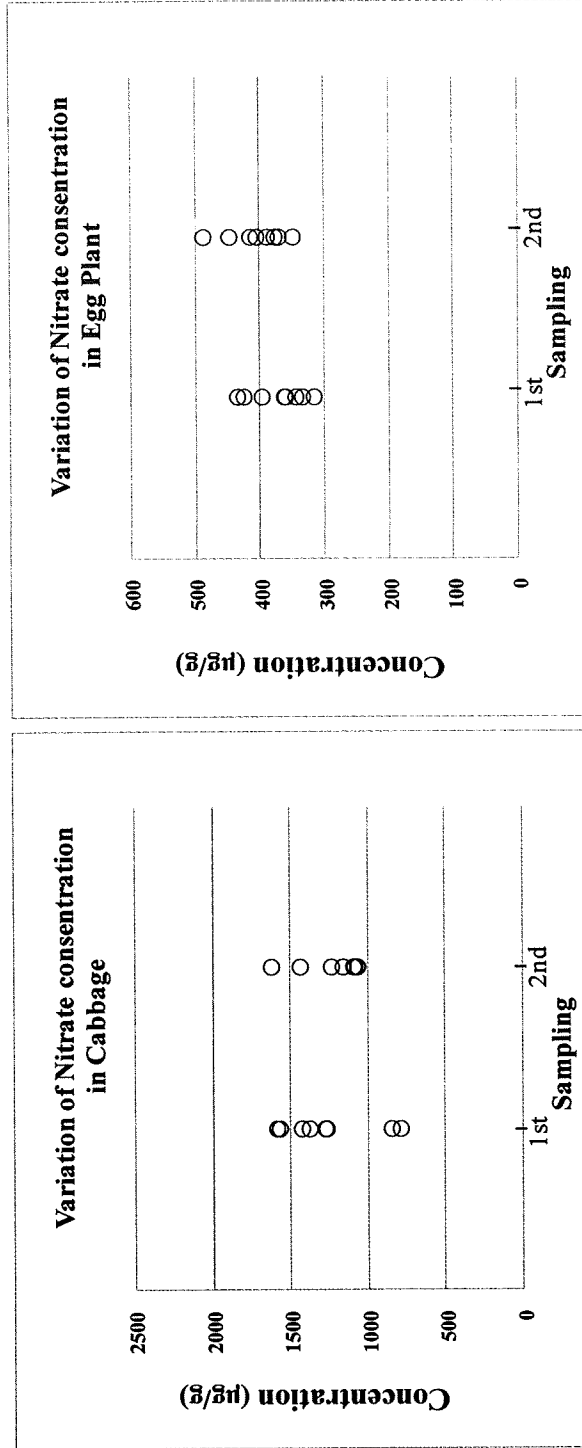 Variation of Nitrate consentration
in Cabbage
2500
2000
1500
1000
500
0
Concentration (µg/g)
1st
2nd
Sampling
Variation of Nitrate consentration
in Egg Plant
600
500
400
300
200
100
0
Concentration (µg/g)
1st
2nd
Sampling